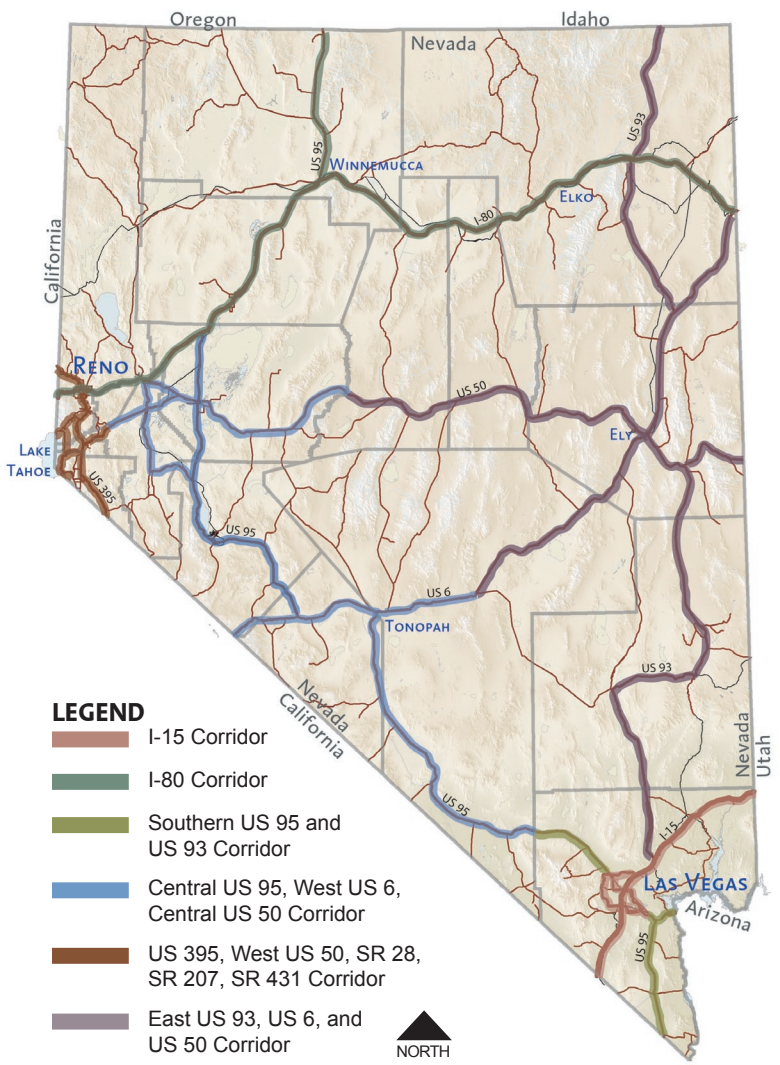 Oregon
Idaho
Nevada
US 93
US 95
Winnemucca
Elko
I-80
California
Reno
US 50
Ely
Lake
Tahoe
US 395
US 95
US 6
Tonopah
US 93
Nevada
California
Nevada
Utah
US 95
I-15
Las Vegas
Arizona
US 95
LEGEND
I-15 Corridor
I-80 Corridor
Southern US 95 and
US 93 Corridor
Central US 95, West US 6,
Central US 50 Corridor
US 395, West US 50, SR 28,
SR 207, SR 431 Corridor
East US 93, US 6, and
US 50 Corridor
NORTH